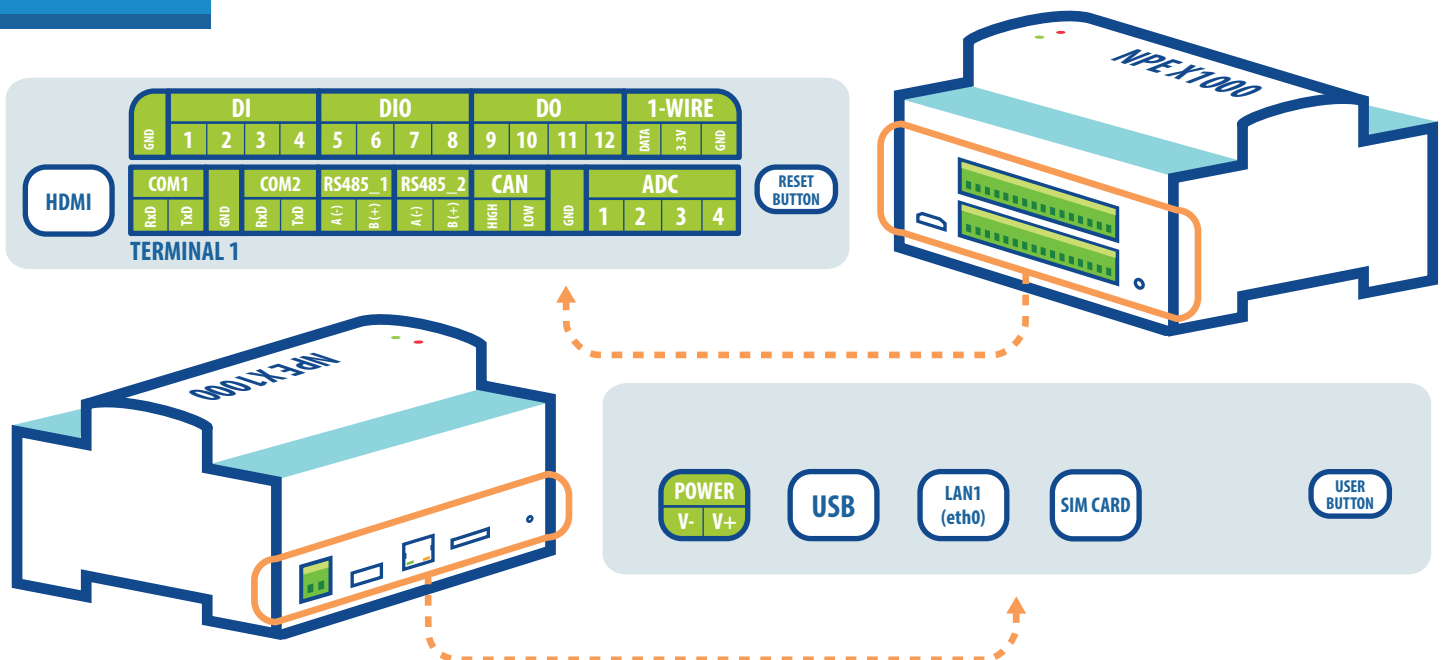 NPE X1000
DI DIO DO 1-WIRE
GND 1 2 3 4 5 6 7 8 9 10 11 12 DATA 3.3V GND
HDMI
COM1 GND COM2 RS485_1 RS485_2 CAN GND ADC
RxD TxD RxD TxD A (-) B (+) A (-) B (+) HIGH LOW 1 2 3 4
RESET
BUTTON
TERMINAL 1
NPE X1000
POWER
V- V+
USB
LAN1
(eth0)
SIM CARD
USER
BUTTON